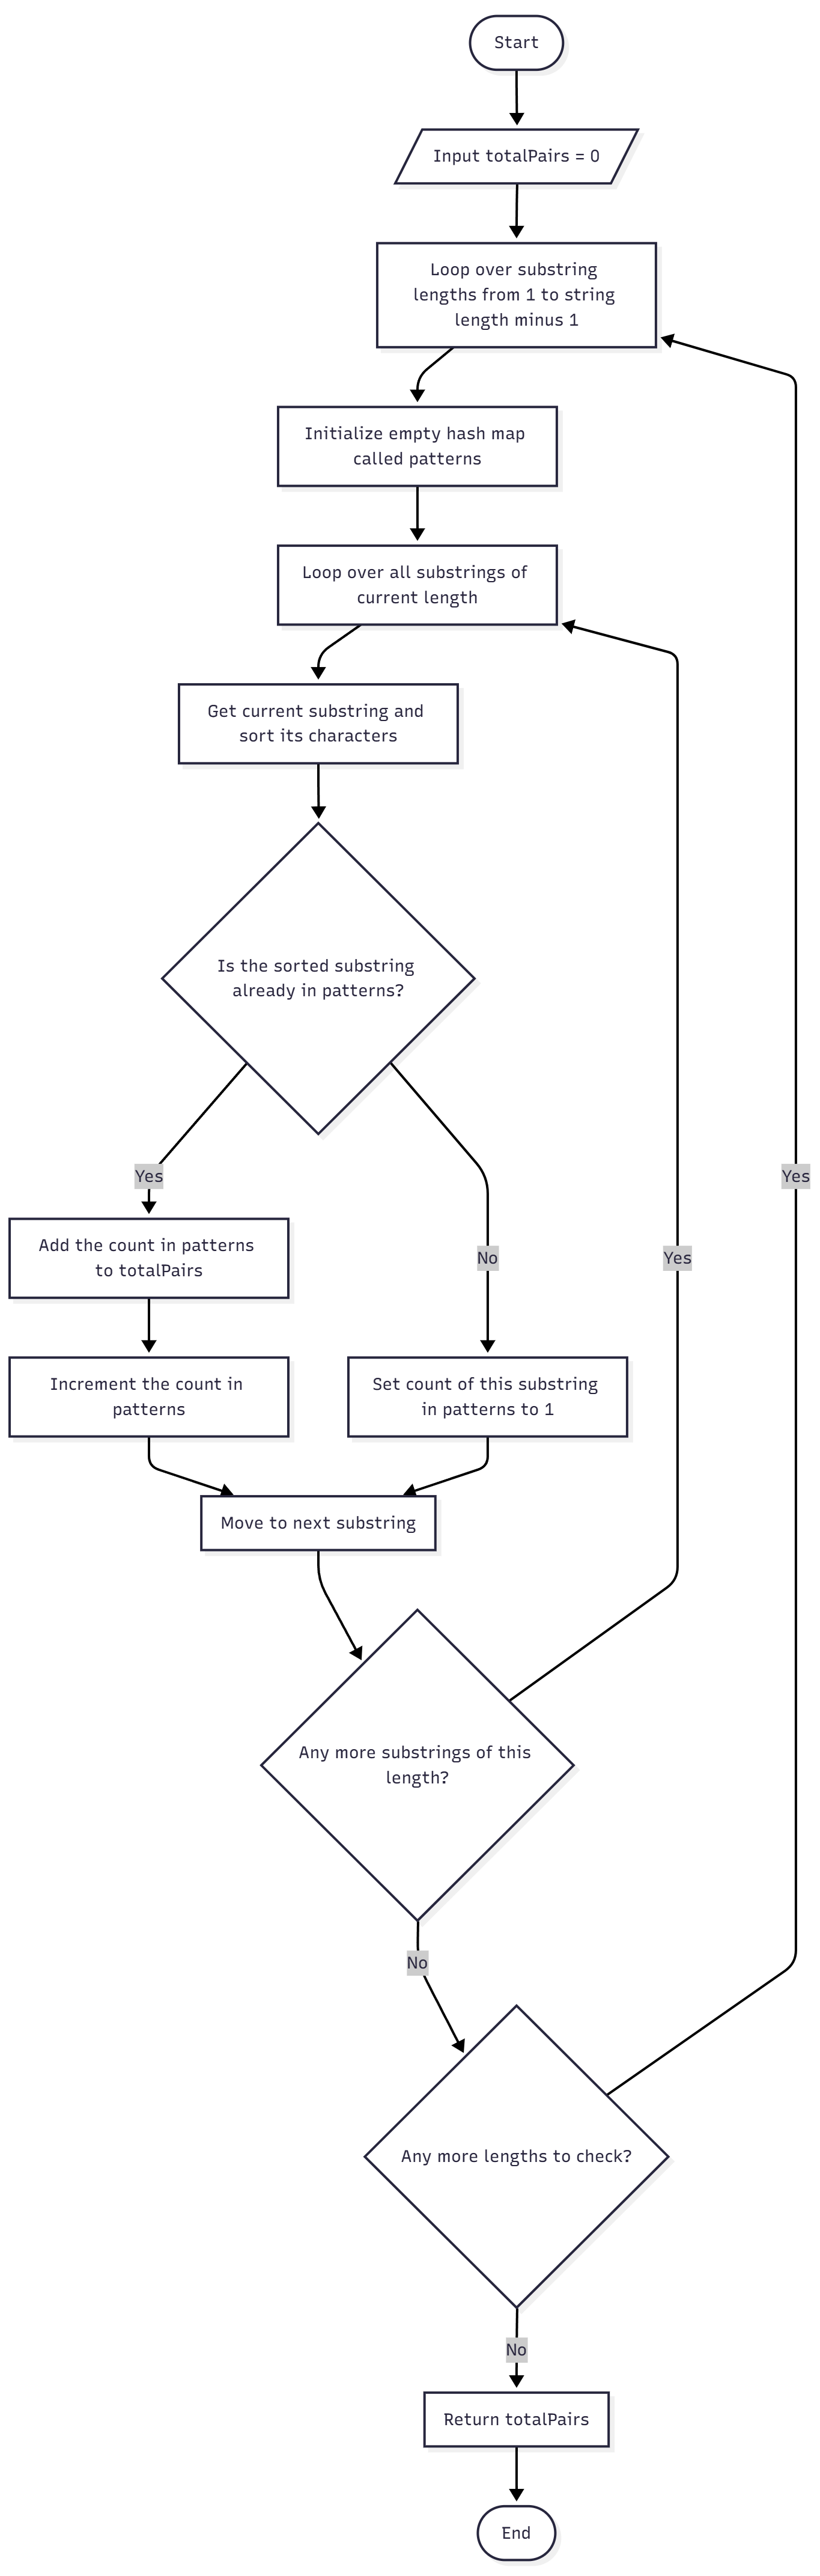 Start
Input totalPairs = 0
Loop over substring
lengths from 1 to string
length minus 1
Initialize empty hash map
called patterns
Loop over all substrings of
current length
Get current substring and
sort its characters
Is the sorted substring
already in patterns?
Yes
Yes
Add the count in patterns
to totalPairs
No
Yes
Increment the count in
patterns
Set count of this substring
in patterns to 1
Move to next substring
Any more substrings of this
length?
No
Any more lengths to check?
No
Return totalPairs
End